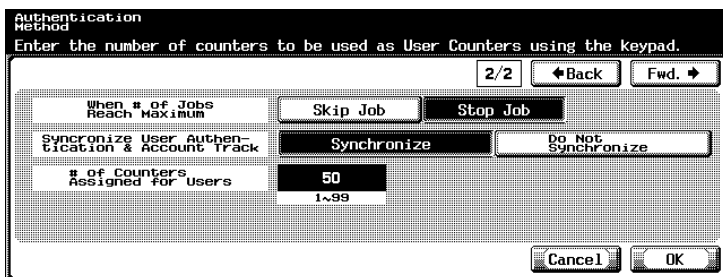 Authentication
Method
Enter the number of counters to be used as User Counters using the keypad.
2/2 ←Back Fwd. →
When # of Jobs
Reach Maximum
Skip Job Stop Job
Syncronize User Authen-
tication & Account Track
Synchronize
Do Not
Synchronize
# of Counters
Assigned for Users
50
1~99
Cancel OK